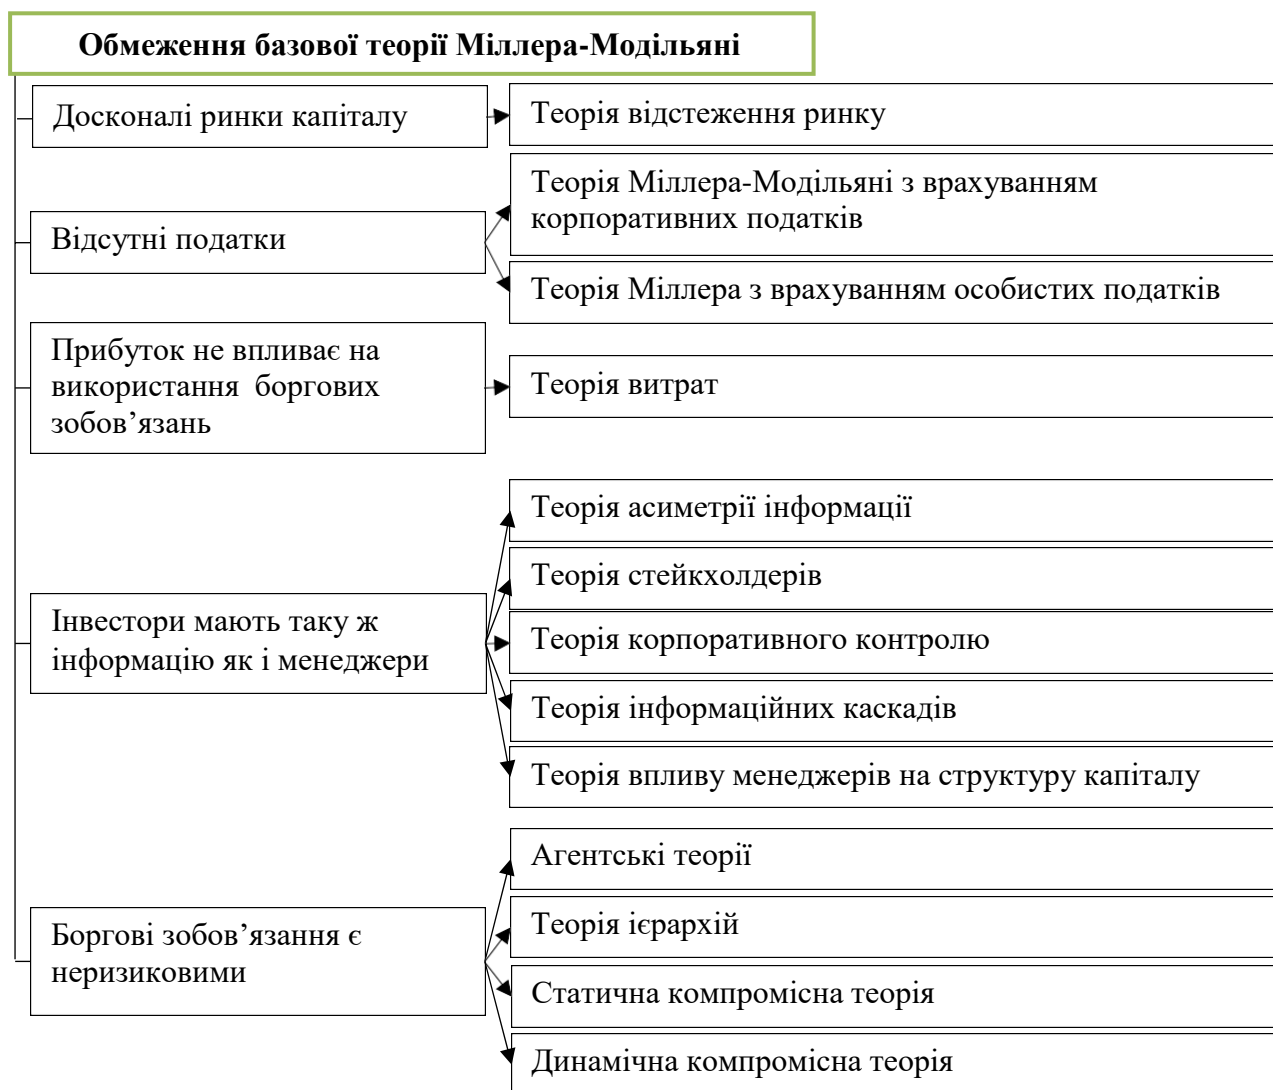 Обмеження базової теорії Міллера-Модільяні
Досконалі ринки капіталу
Теорія відстеження ринку
Відсутні податки
Теорія Міллера-Модільяні з врахуванням
корпоративних податків
Теорія Міллера з врахуванням особистих податків
Прибуток не впливає на
використання боргових
зобов’язань
Теорія витрат
Інвестори мають таку ж
інформацію як і менеджери
Теорія асиметрії інформації
Теорія стейкхолдерів
Теорія корпоративного контролю
Теорія інформаційних каскадів
Теорія впливу менеджерів на структуру капіталу
Боргові зобов’язання є
неризиковими
Агентські теорії
Теорія ієрархій
Статична компромісна теорія
Динамічна компромісна теорія